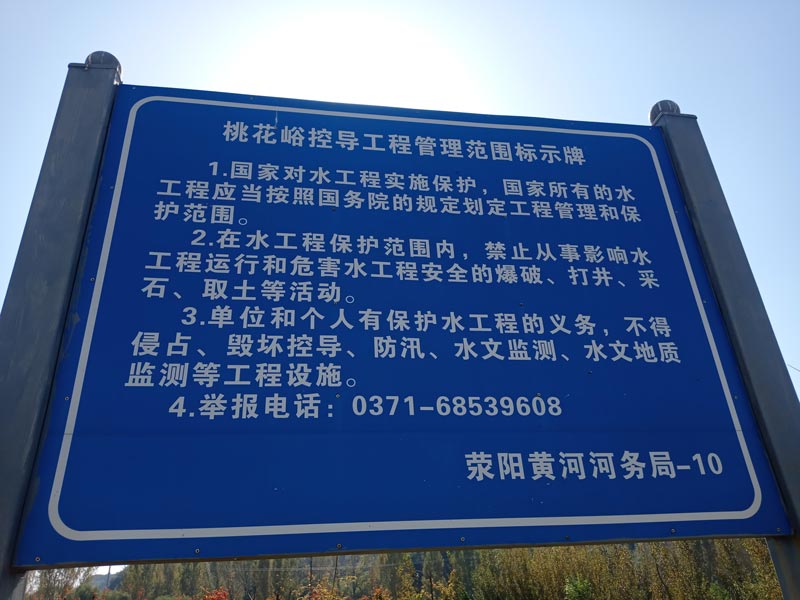 桃花峪控导工程管理范围标示牌
1.国家对水工程实施保护，国家所有的水
工程应当按照国务院的规定划定工程管理和保
护范围。
2.在水工程保护范围内，禁止从事影响水
工程运行和危害水工程安全的爆破、打井、采
石、取土等活动。
3.单位和个人有保护水工程的义务，不得
侵占、毁坏控导、防汛、水文监测、水文地质
监测等工程设施。
4.举报电话：0371-68539608
荥阳黄河河务局-10